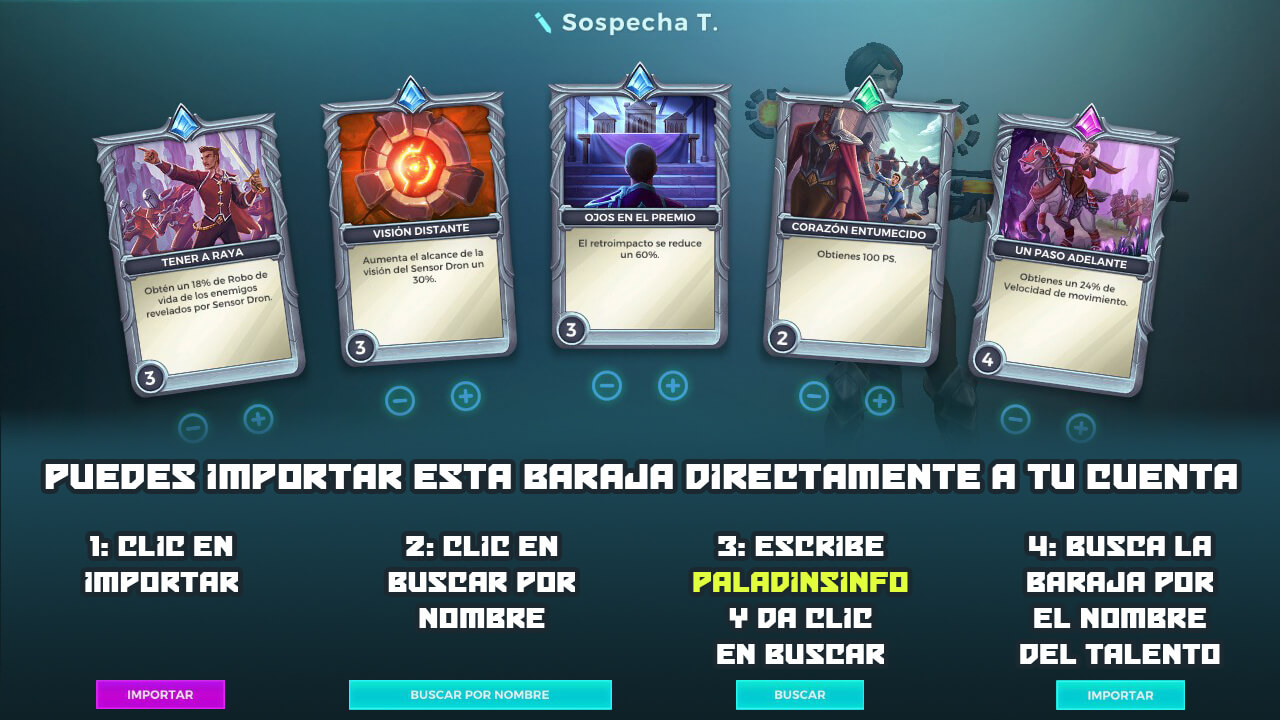 Sospecha T.
TENER A RAYA
Obtén un 18% de Robo de
vida de los enemigos
revelados por Sensor Dron.
3
VISIÓN DISTANTE
Aumenta el alcance de la
visión del Sensor Dron un
30%.
3
OJOS EN EL PREMIO
El retroimpacto se reduce
un 60%.
3
CORAZÓN ENTUMECIDO
Obtienes 100 PS.
2
UN PASO ADELANTE
Obtienes un 24% de
Velocidad de movimiento.
4
PUEDES IMPORTAR ESTA BARAJA DIRECTAMENTE A TU CUENTA
1: CLIC EN
IMPORTAR
IMPORTAR
2: CLIC EN
BUSCAR POR
NOMBRE
BUSCAR POR NOMBRE
3: ESCRIBE
PALADINSINFO
Y DA CLIC
EN BUSCAR
BUSCAR
4: BUSCA LA
BARAJA POR
EL NOMBRE
DEL TALENTO
IMPORTAR